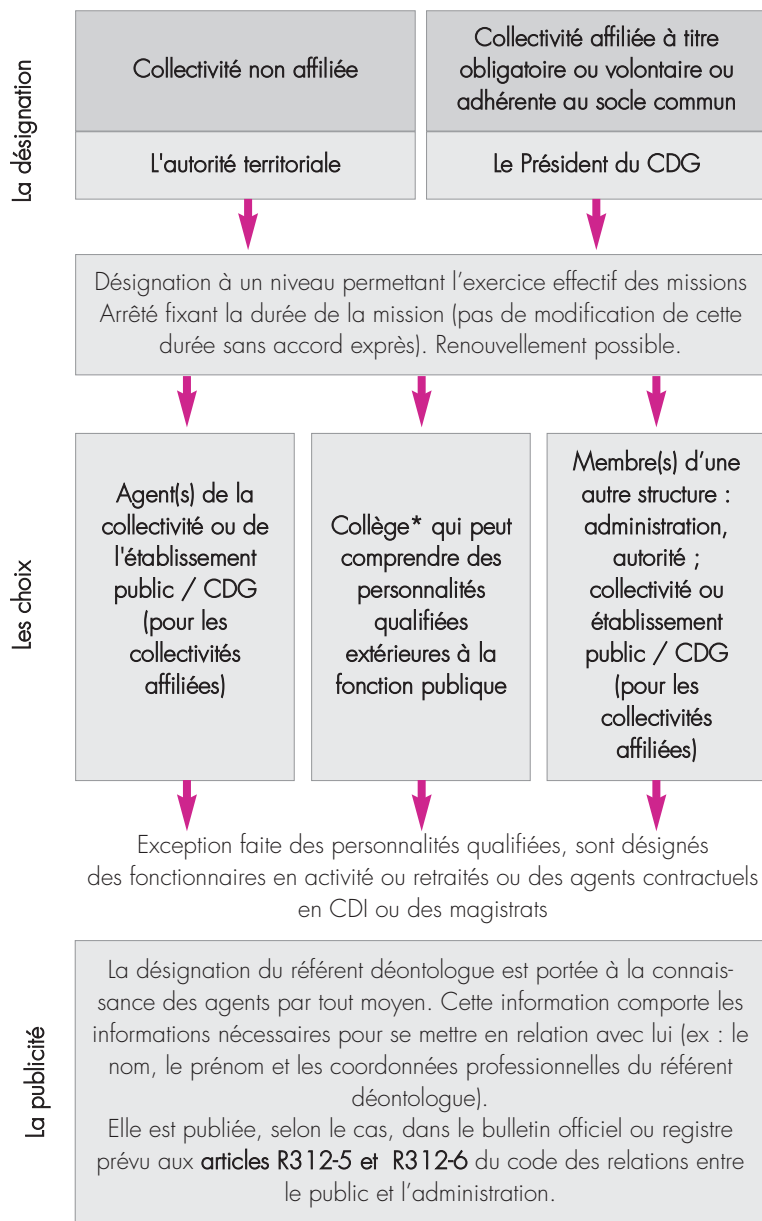 La désignation
Collectivité non affiliée
Collectivité affiliée à titre
obligatoire ou volontaire ou
adhérente au socle commun
L'autorité territoriale
Le Président du CDG
Désignation à un niveau permettant l’exercice effectif des missions
Arrêté fixant la durée de la mission (pas de modification de cette
durée sans accord exprès). Renouvellement possible.
Les choix
Agent(s) de la
collectivité ou de
l'établissement
public / CDG
(pour les
collectivités
affiliées)
Collège* qui peut
comprendre des
personnalités
qualifiées
extérieures à la
fonction publique
Membre(s) d’une
autre structure :
administration,
autorité ;
collectivité ou
établissement
public / CDG
(pour les
collectivités
affiliées)
Exception faite des personnalités qualifiées, sont désignés
des fonctionnaires en activité ou retraités ou des agents contractuels
en CDI ou des magistrats
La publicité
La désignation du référent déontologue est portée à la connais-
sance des agents par tout moyen. Cette information comporte les
informations nécessaires pour se mettre en relation avec lui (ex : le
nom, le prénom et les coordonnées professionnelles du référent
déontologue).
Elle est publiée, selon le cas, dans le bulletin officiel ou registre
prévu aux articles R312-5 et R312-6 du code des relations entre
le public et l’administration.